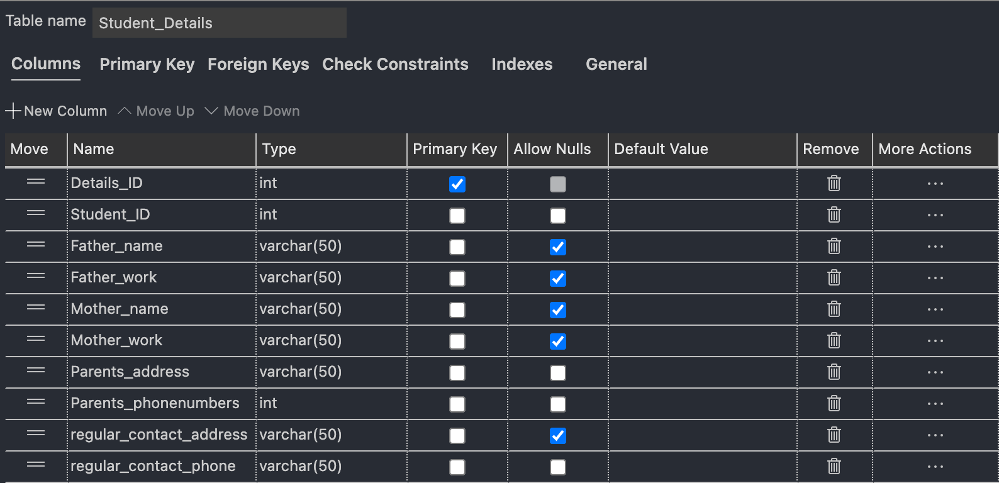 Table name Student_Details
Columns Primary Key Foreign Keys Check Constraints Indexes General
New Column Move Up Move Down
Move Name Type Primary Key Allow Nulls Default Value Remove More Actions
Details_ID int
Student_ID int
Father_name varchar(50)
Father_work varchar(50)
Mother_name varchar(50)
Mother_work varchar(50)
Parents_address varchar(50)
Parents_phonenumbers int
regular_contact_address varchar(50)
regular_contact_phone varchar(50)